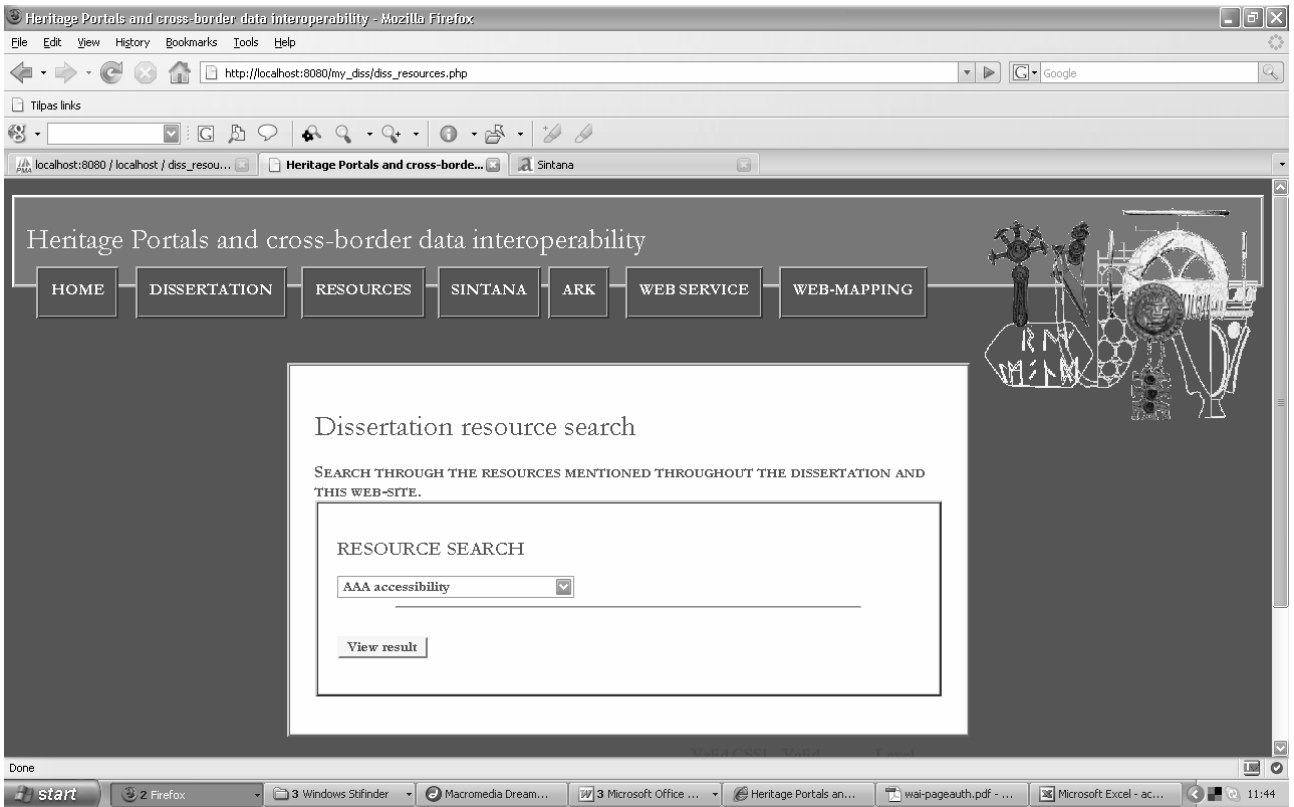 Heritage Portals and cross-border data interoperability - Mozilla Firefox
File Edit View History Bookmarks Tools Help
http://localhost:8080/my_diss/diss_resources.php
G Google
Tilpas links
G
PMA localhost:8080 / localhost / diss_resou... Heritage Portals and cross-borde... a Sintana
Heritage Portals and cross-border data interoperability
HOME DISSERTATION RESOURCES SINTANA ARK WEB SERVICE WEB-MAPPING
Dissertation resource search
SEARCH THROUGH THE RESOURCES MENTIONED THROUGHOUT THE DISSERTATION AND
THIS WEB-SITE.
RESOURCE SEARCH
AAA accessibility
View result
Valid CSS! Valid Level
Done
start 2 Firefox 3 Windows Stifinder Macromedia Dream... 3 Microsoft Office ... Heritage Portals an... wai-pageauth.pdf - ... Microsoft Excel - ac... 11:44